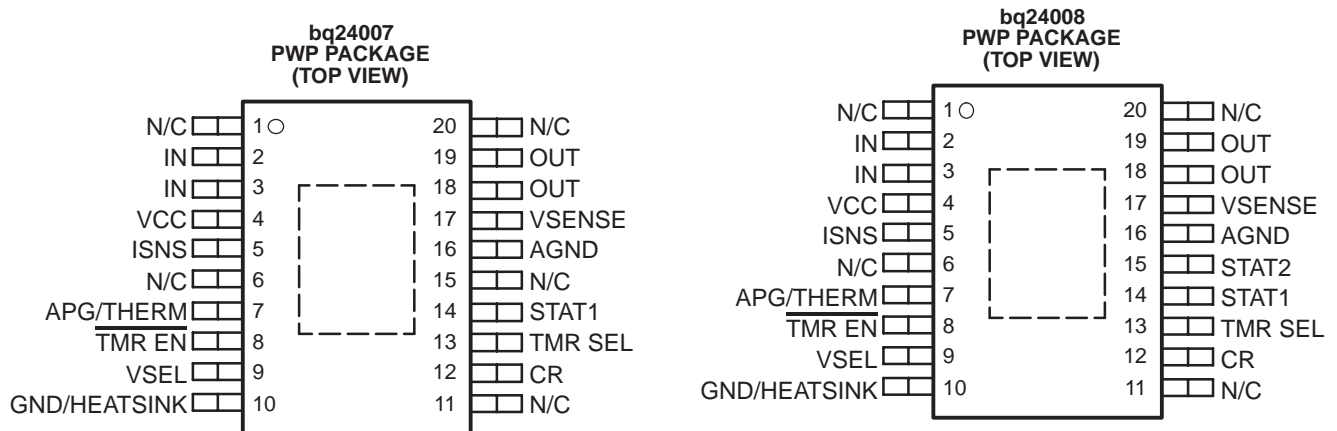 bq24007
PWP PACKAGE
(TOP VIEW)
N/C 1 20 N/C
IN 2 19 OUT
IN 3 18 OUT
VCC 4 17 VSENSE
ISNS 5 16 AGND
N/C 6 15 N/C
APG/THERM 7 14 STAT1
TMR EN 8 13 TMR SEL
VSEL 9 12 CR
GND/HEATSINK 10 11 N/C
bq24008
PWP PACKAGE
(TOP VIEW)
N/C 1 20 N/C
IN 2 19 OUT
IN 3 18 OUT
VCC 4 17 VSENSE
ISNS 5 16 AGND
N/C 6 15 STAT2
APG/THERM 7 14 STAT1
TMR EN 8 13 TMR SEL
VSEL 9 12 CR
GND/HEATSINK 10 11 N/C